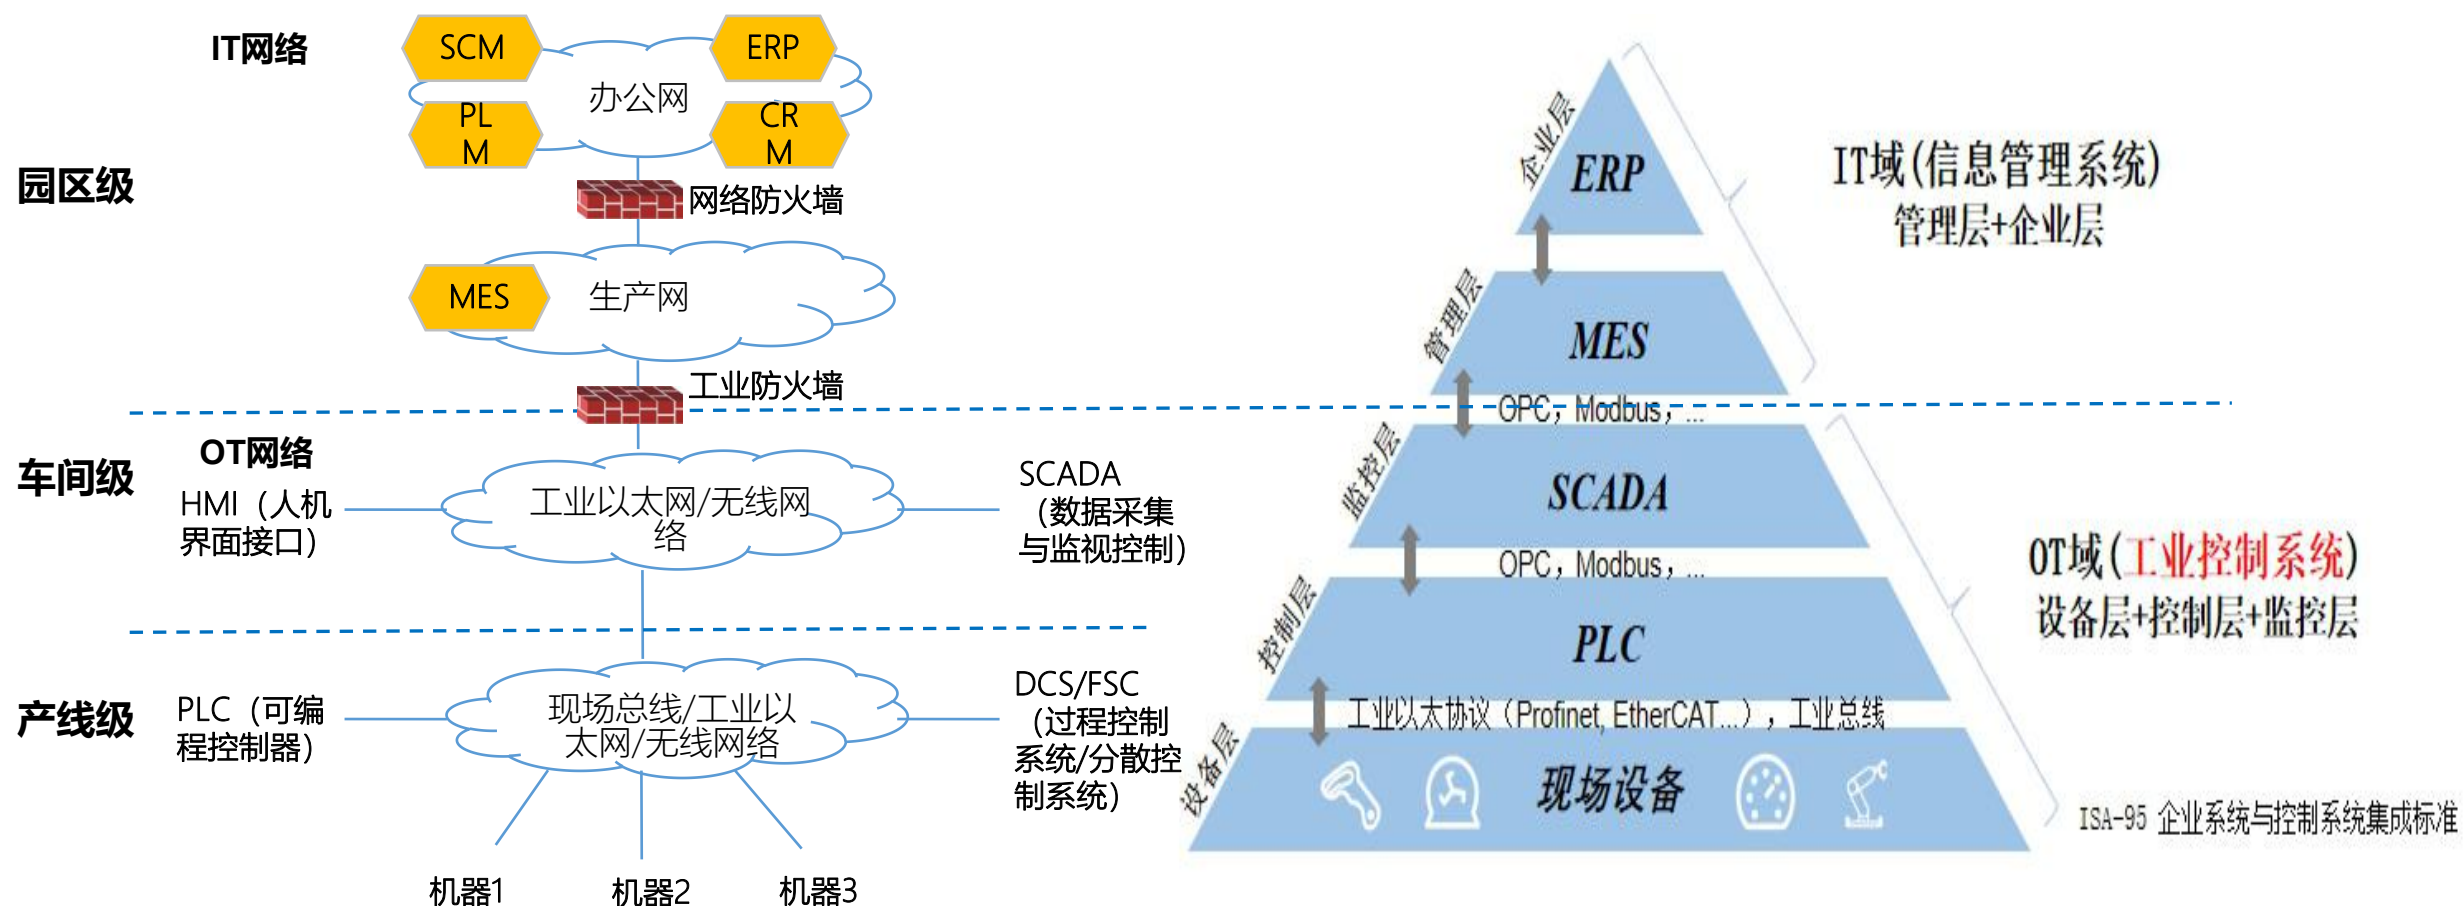 IT网络
SCM
ERP
办公网
PL
M
CR
M
园区级
网络防火墙
MES
生产网
工业防火墙
车间级
OT网络
HMI（人机
界面接口）
工业以太网/无线网
络
SCADA
（数据采集
与监视控制）
产线级
PLC（可编
程控制器）
现场总线/工业以
太网/无线网络
DCS/FSC
（过程控制
系统/分散控
制系统）
机器1
机器2
机器3
企业层
ERP
IT域(信息管理系统)
管理层+企业层
管理层
MES
OPC，Modbus，...
监控层
SCADA
OPC，Modbus，...
控制层
PLC
OT域(工业控制系统)
设备层+控制层+监控层
工业以太协议（Profinet, EtherCAT...），工业总线
设备层
现场设备
ISA-95 企业系统与控制系统集成标准